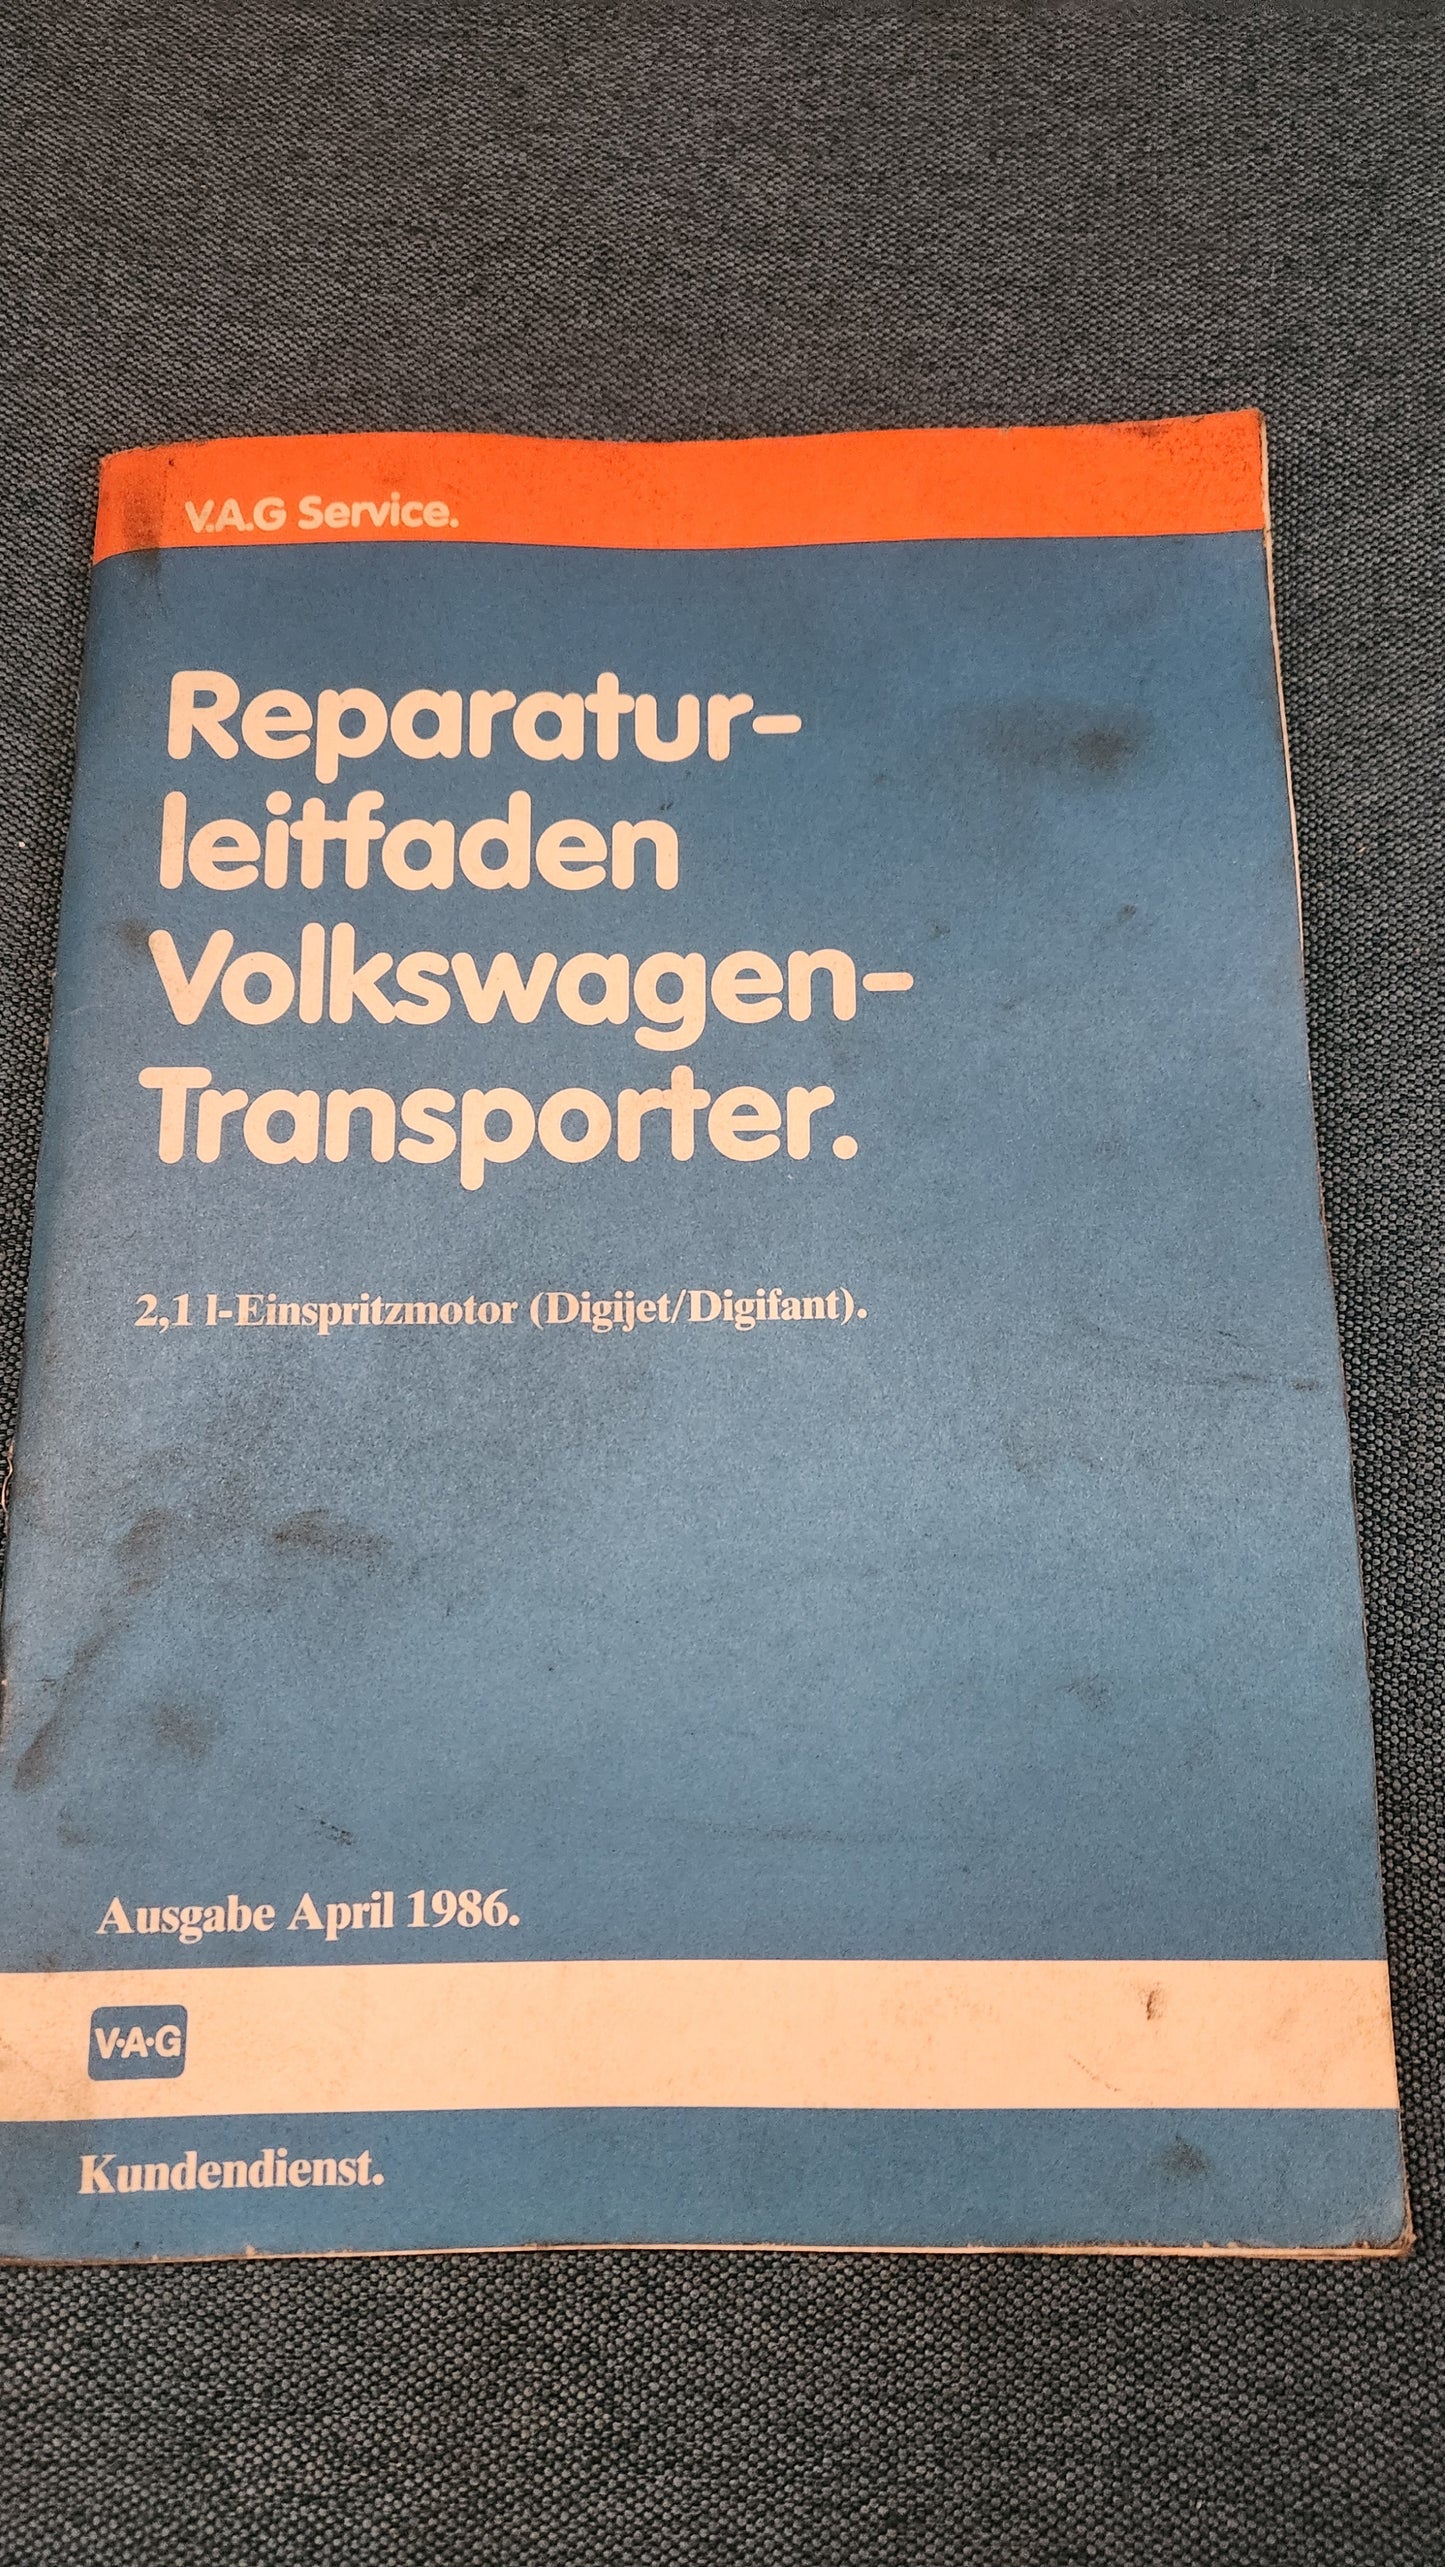 V.A.G Service.
Reparatur-
leitfaden
Volkswagen-
Transporter.
2,1 l-Einspritzmotor (Digijet/Digifant).
Ausgabe April 1986.
V·A·G
Kundendienst.